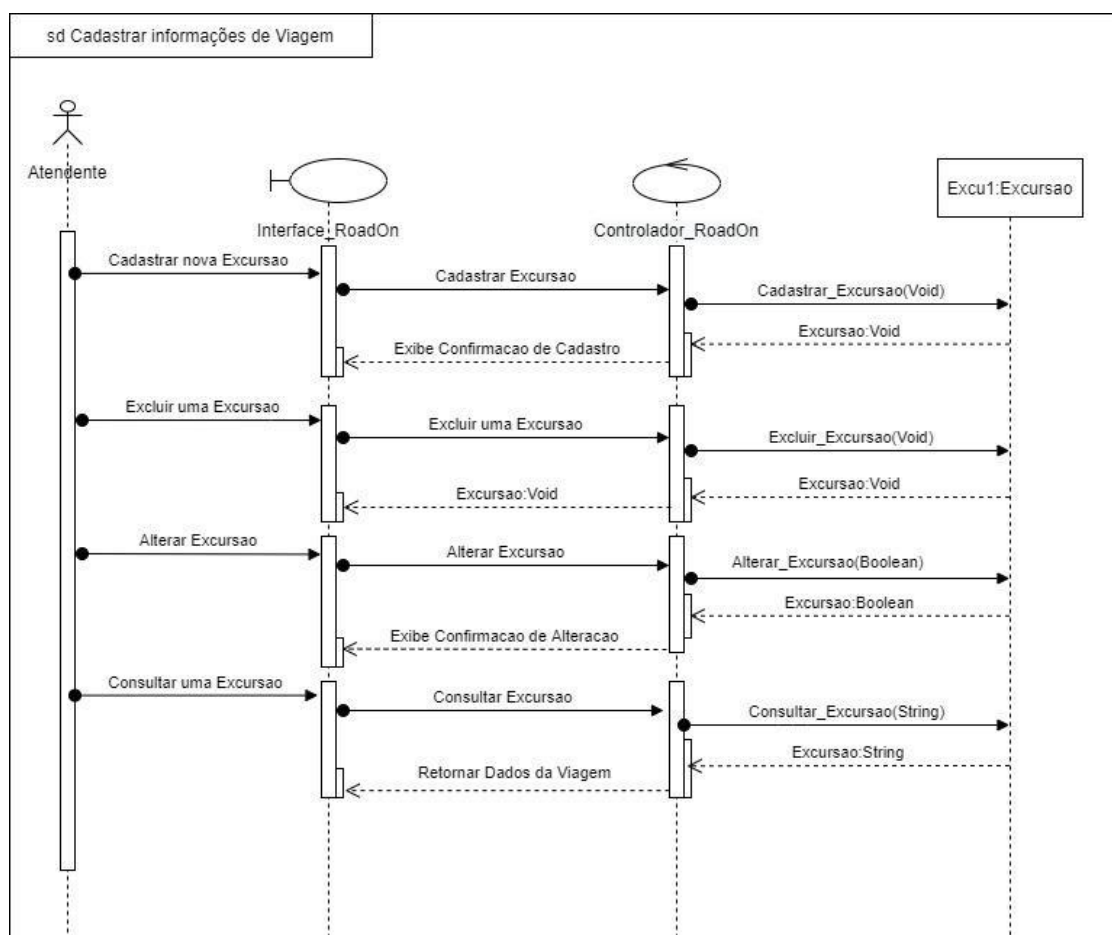 sd Cadastrar informações de Viagem
Atendente
Interface_RoadOn
Controlador_RoadOn
Excu1:Excursao
Cadastrar nova Excursao
Cadastrar Excursao
Cadastrar_Excursao(Void)
Excursao:Void
Exibe Confirmacao de Cadastro
Excluir uma Excursao
Excluir uma Excursao
Excluir_Excursao(Void)
Excursao:Void
Excursao:Void
Alterar Excursao
Alterar Excursao
Alterar_Excursao(Boolean)
Excursao:Boolean
Exibe Confirmacao de Alteracao
Consultar uma Excursao
Consultar Excursao
Consultar_Excursao(String)
Excursao:String
Retornar Dados da Viagem